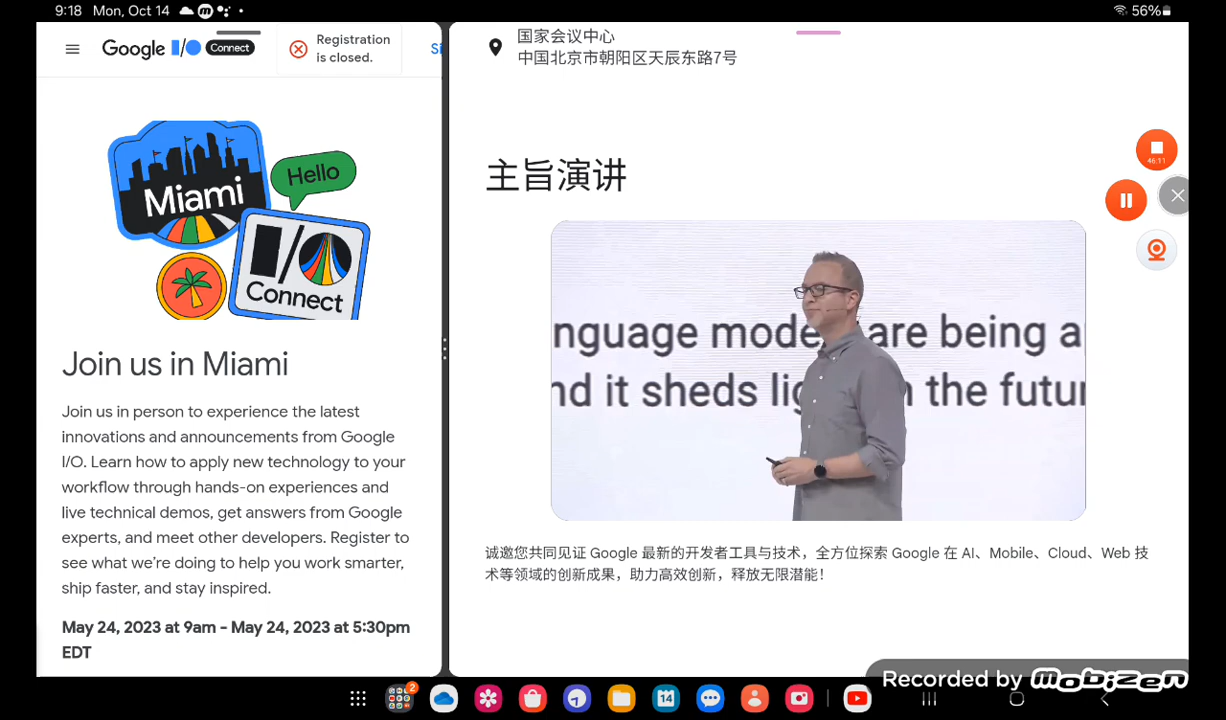 9:18 Mon, Oct 14
56%
Google I/O Connect
Registration
is closed.
Si
Miami
Hello
I/O
Connect
Join us in Miami
Join us in person to experience the latest
innovations and announcements from Google
I/O. Learn how to apply new technology to your
workflow through hands-on experiences and
live technical demos, get answers from Google
experts, and meet other developers. Register to
see what we're doing to help you work smarter,
ship faster, and stay inspired.
May 24, 2023 at 9am - May 24, 2023 at 5:30pm
EDT
国家会议中心
中国北京市朝阳区天辰东路7号
主旨演讲
nguage mode are being a
nd it sheds lig n the futur
诚邀您共同见证 Google 最新的开发者工具与技术，全方位探索 Google 在 AI、Mobile、Cloud、Web 技
术等领域的创新成果，助力高效创新，释放无限潜能！
46:11
Recorded by mobizen
2
14